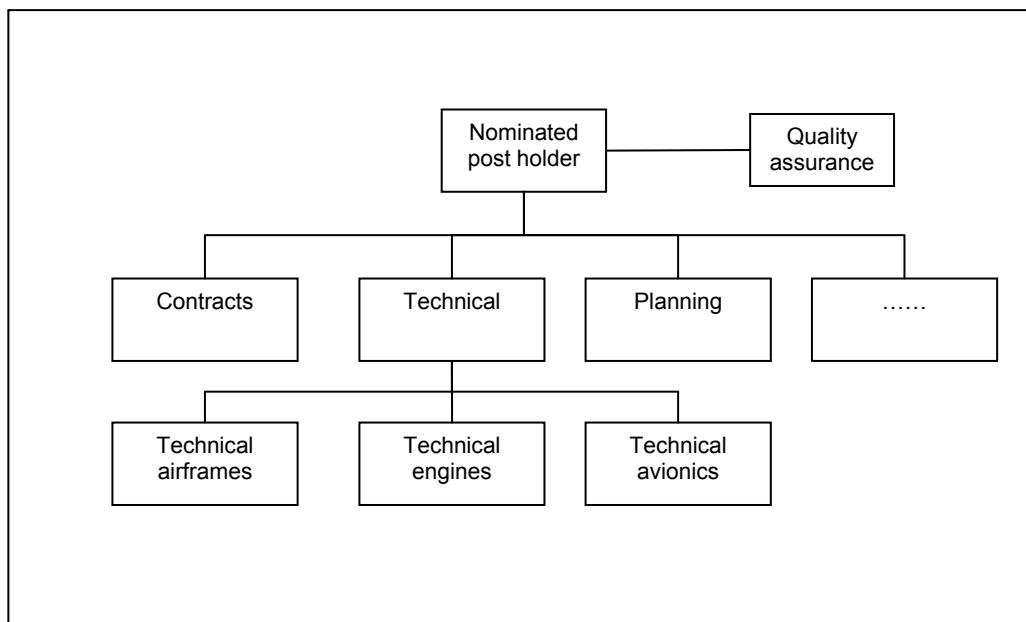 Nominated
post holder
Quality
assurance
Contracts
Technical
Planning
……
Technical
airframes
Technical
engines
Technical
avionics